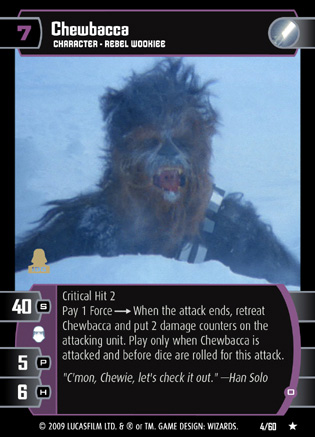 7
Chewbacca
CHARACTER • REBEL WOOKIEE
40 S
5 P
6 H
Critical Hit 2
Pay 1 Force → When the attack ends, retreat
Chewbacca and put 2 damage counters on the
attacking unit. Play only when Chewbacca is
attacked and before dice are rolled for this attack.
"C'mon, Chewie, let's check it out." —Han Solo
© 2009 LUCASFILM LTD. & ® or TM. GAME DESIGN: WIZARDS.
4/60 ★